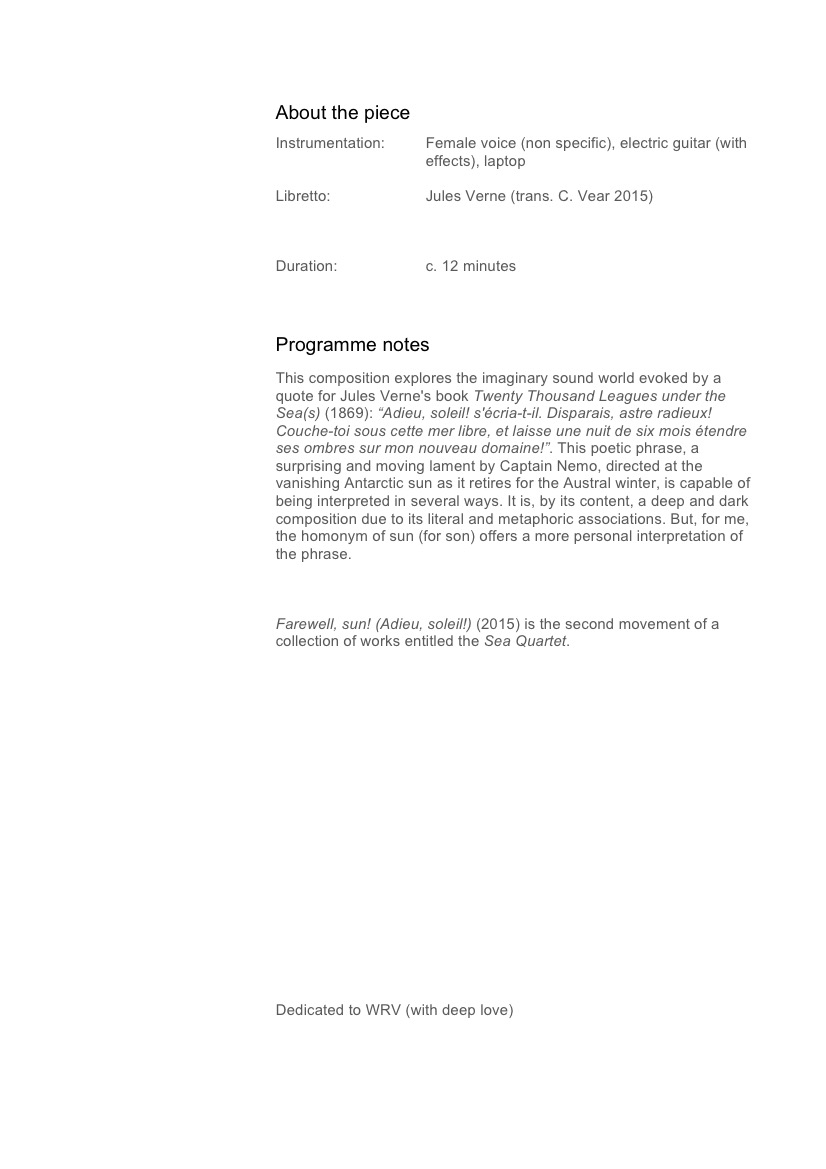 About the piece
Instrumentation: Female voice (non specific), electric guitar (with
effects), laptop
Libretto: Jules Verne (trans. C. Vear 2015)
Duration: c. 12 minutes
Programme notes
This composition explores the imaginary sound world evoked by a
quote for Jules Verne's book Twenty Thousand Leagues under the
Sea(s) (1869): “Adieu, soleil! s'écria-t-il. Disparais, astre radieux!
Couche-toi sous cette mer libre, et laisse une nuit de six mois étendre
ses ombres sur mon nouveau domaine!”. This poetic phrase, a
surprising and moving lament by Captain Nemo, directed at the
vanishing Antarctic sun as it retires for the Austral winter, is capable of
being interpreted in several ways. It is, by its content, a deep and dark
composition due to its literal and metaphoric associations. But, for me,
the homonym of sun (for son) offers a more personal interpretation of
the phrase.
Farewell, sun! (Adieu, soleil!) (2015) is the second movement of a
collection of works entitled the Sea Quartet.
Dedicated to WRV (with deep love)